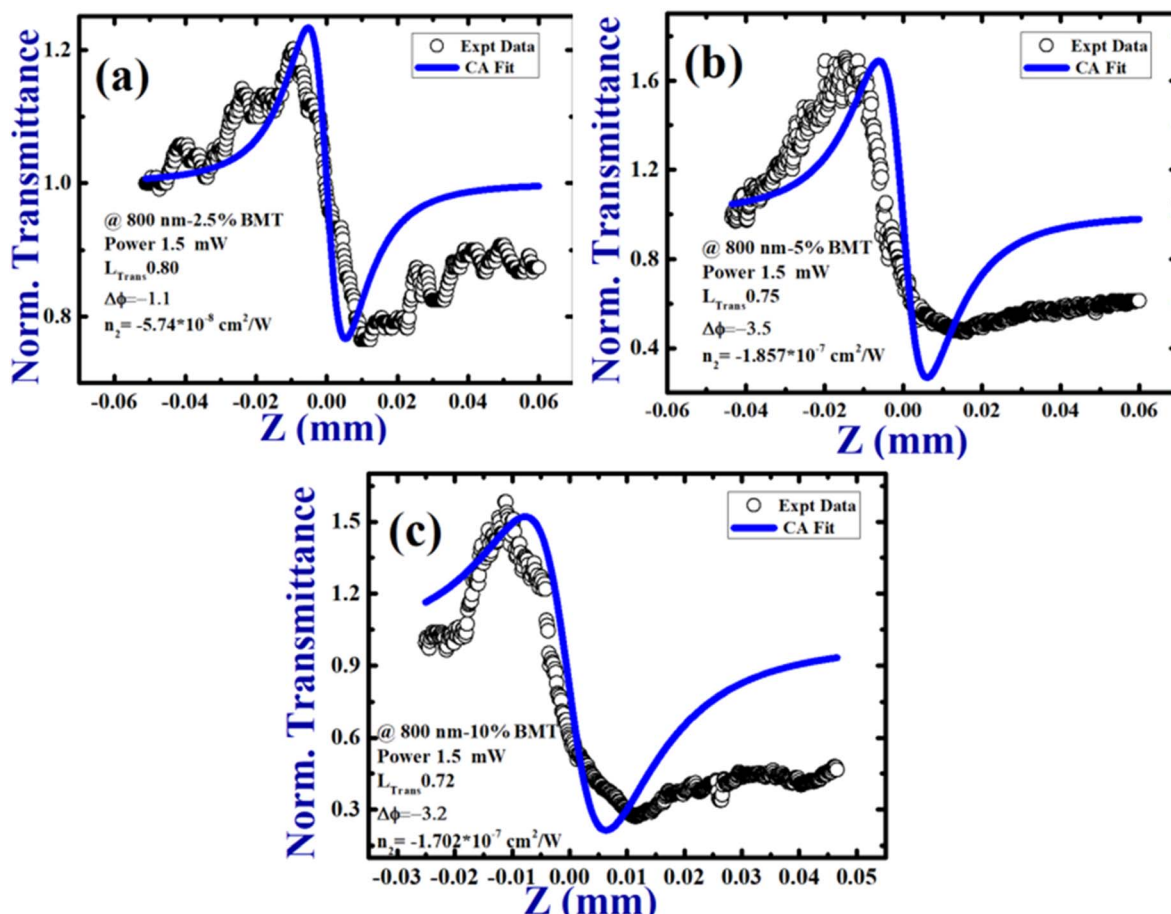 (a)
Expt Data
CA Fit
Norm. Transmittance
1.2
1.0
0.8
@ 800 nm-2.5% BMT
Power 1.5 mW
L_Trans0.80
Δϕ=−1.1
n₂= -5.74*10⁻⁸ cm²/W
-0.06 -0.04 -0.02 0.00 0.02 0.04 0.06
Z (mm)
(b)
Expt Data
CA Fit
Norm. Transmittance
1.6
1.2
0.8
0.4
@ 800 nm-5% BMT
Power 1.5 mW
L_Trans0.75
Δϕ=−3.5
n₂= -1.857*10⁻⁷ cm²/W
-0.06 -0.04 -0.02 0.00 0.02 0.04 0.06
Z (mm)
(c)
Expt Data
CA Fit
Norm. Transmittance
1.5
1.2
0.9
0.6
0.3
@ 800 nm-10% BMT
Power 1.5 mW
L_Trans0.72
Δϕ=−3.2
n₂= -1.702*10⁻⁷ cm²/W
-0.03 -0.02 -0.01 0.00 0.01 0.02 0.03 0.04 0.05
Z (mm)